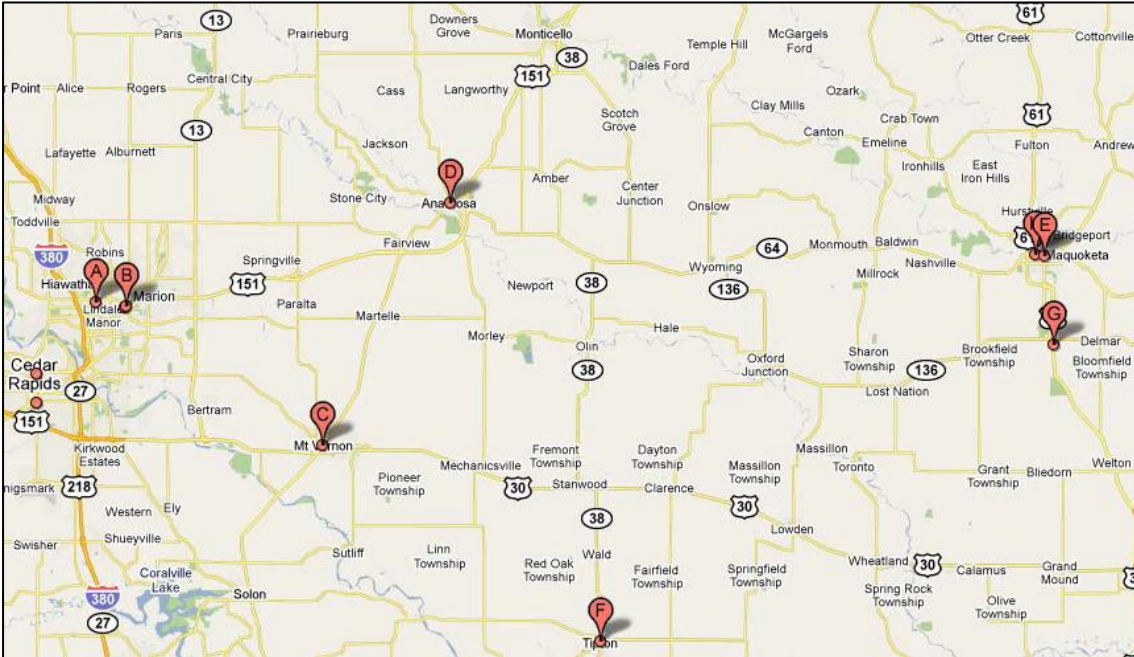 13
Paris
Prairieburg
Downers
Grove
Monticello
38
Temple Hill
McGargels
Ford
61
Otter Creek
Cottonville
Point
Alice
Rogers
Central City
Cass
Langworthy
151
Dales Ford
Ozark
Clay Mills
Scotch
Grove
Crab Town
61
13
Canton
Emeline
Fulton
Andrew
Lafayette
Alburnett
Jackson
Ironhills
East
Iron Hills
D
Amber
Center
Junction
Midway
Stone City
Onslow
Toddville
Hurstville
E
61
Bridgeport
Fairview
64
Monmouth
Baldwin
Maquoketa
380
Robins
Springville
Wyoming
Nashville
A
B
Hiawatha
Marion
151
Paralta
Newport
38
136
Millrock
Lindale
Manor
Martelle
G
Morley
Olin
Hale
Delmar
Cedar
Rapids
27
38
Oxford
Junction
Sharon
Township
Brookfield
Township
136
Bloomfield
Township
Lost Nation
151
Bertram
C
Mt Vernon
Kirkwood
Estates
Fremont
Township
Dayton
Township
Massillon
Mechanicsville
Massillon
Township
Toronto
Grant
Township
Bliedorn
Welton
218
Pioneer
Township
30
Stanwood
Clarence
30
Western
Ely
38
Lowden
Swisher
Shueyville
Sutliff
Linn
Township
Wald
Red Oak
Township
Fairfield
Township
Springfield
Township
Wheatland
30
Calamus
Grand
Mound
Coralville
Lake
380
Solon
Spring Rock
Township
Olive
Township
27
F
Tipton